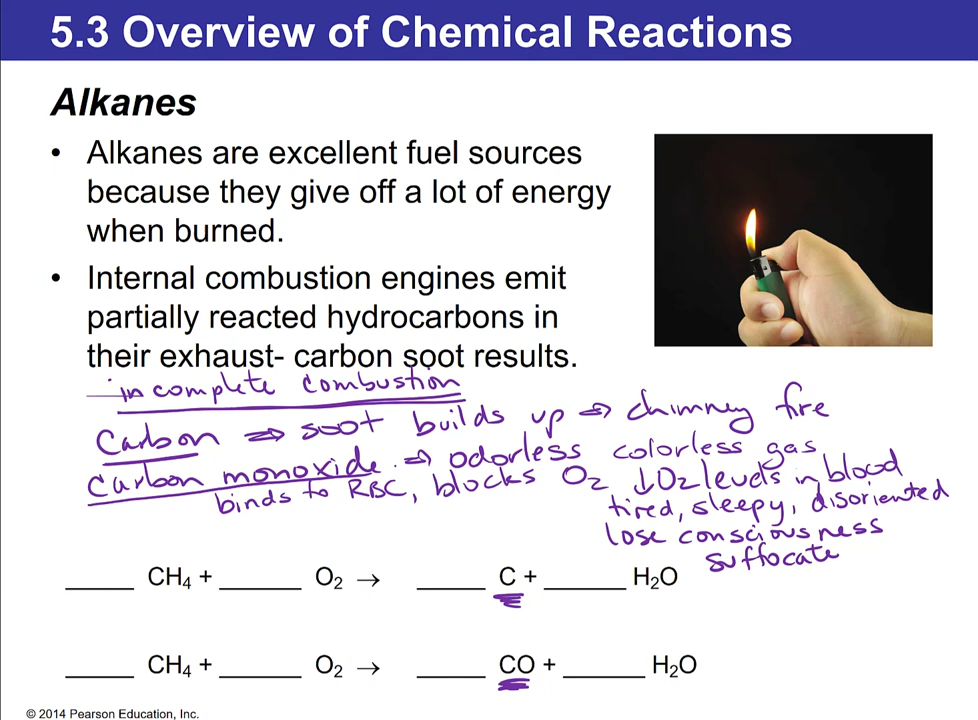 5.3 Overview of Chemical Reactions
Alkanes
• Alkanes are excellent fuel sources
because they give off a lot of energy
when burned.
• Internal combustion engines emit
partially reacted hydrocarbons in
their exhaust- carbon soot results.
incomplete combustion
Carbon ⇒ soot builds up ⇒ chimney fire
Carbon monoxide ⇒ odorless colorless gas
binds to RBC, blocks O2 ↓O2 levels in blood
tired, sleepy, disoriented
lose consciousness
suffocate
_____ CH₄ + ______ O₂ → _____ C + ______ H₂O
_____ CH₄ + ______ O₂ → _____ CO + ______ H₂O
© 2014 Pearson Education, Inc.